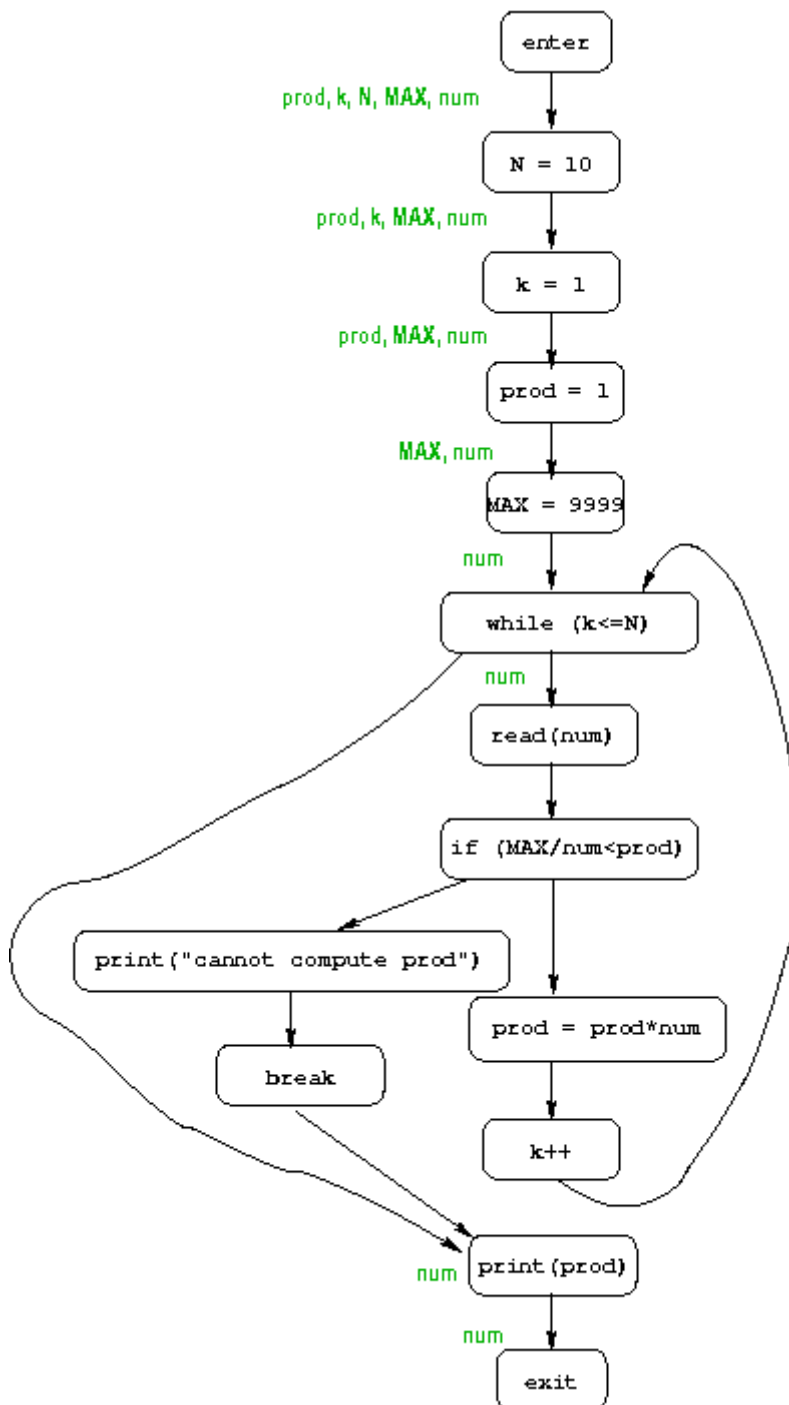 enter
prod, k, N, MAX, num
N = 10
prod, k, MAX, num
k = 1
prod, MAX, num
prod = 1
MAX, num
MAX = 9999
num
while (k<=N)
num
read(num)
if (MAX/num<prod)
print("cannot compute prod")
prod = prod*num
break
k++
print(prod)
num
num
exit